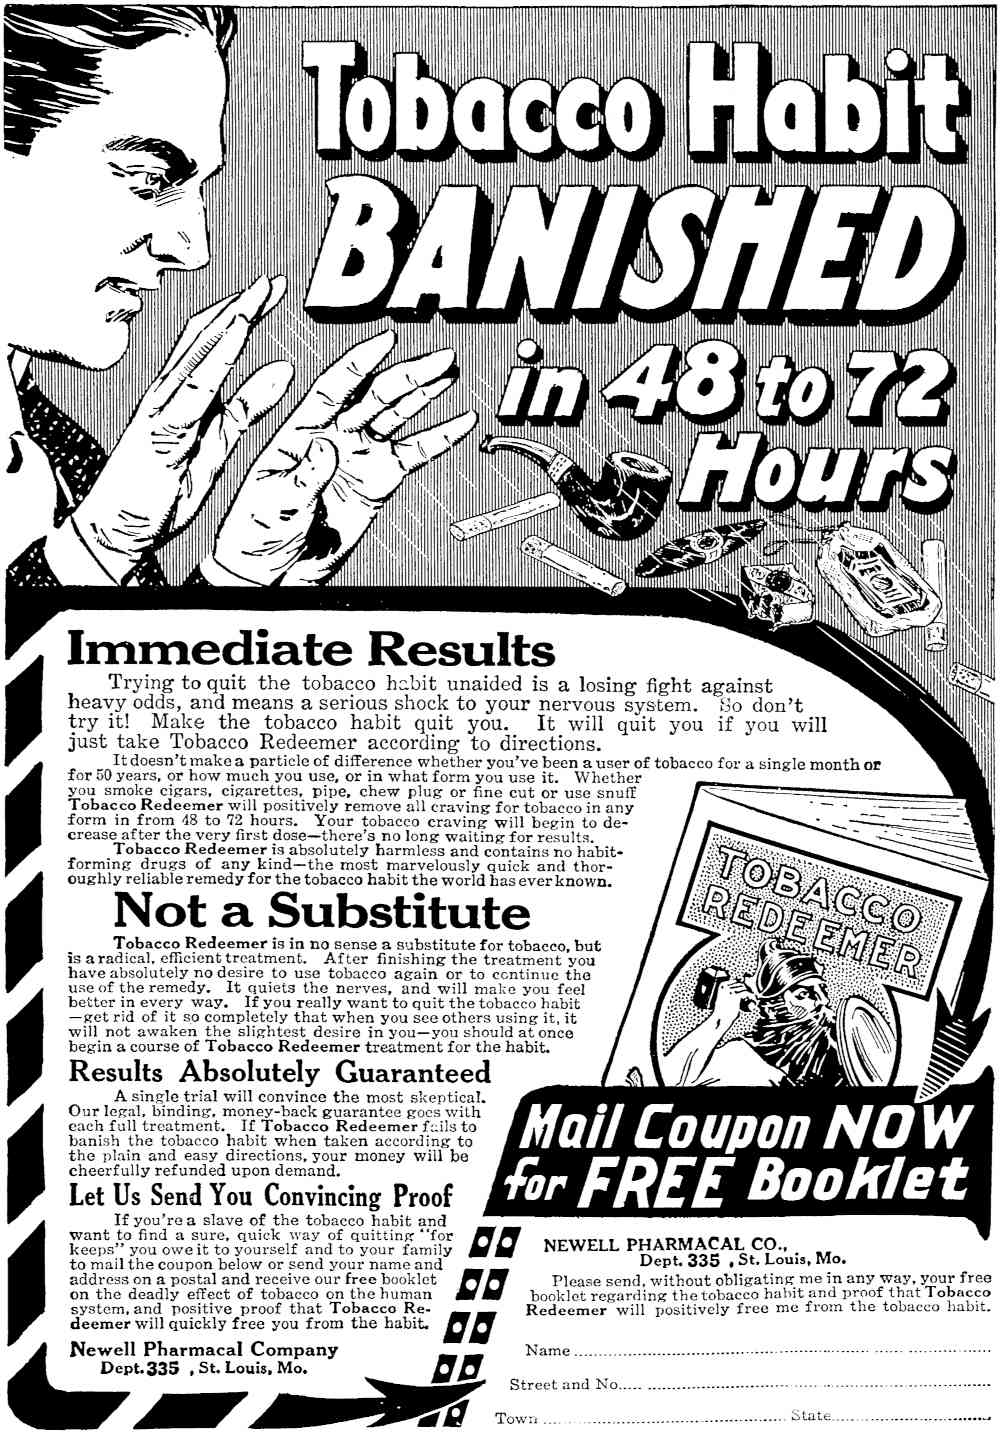 Tobacco Habit
BANISHED
in 48 to 72
Hours
Immediate Results
Trying to quit the tobacco habit unaided is a losing fight against
heavy odds, and means a serious shock to your nervous system. So don't
try it! Make the tobacco habit quit you. It will quit you if you will
just take Tobacco Redeemer according to directions.
It doesn't make a particle of difference whether you've been a user of tobacco for a single month or
for 50 years, or how much you use, or in what form you use it. Whether
you smoke cigars, cigarettes, pipe, chew plug or fine cut or use snuff
Tobacco Redeemer will positively remove all craving for tobacco in any
form in from 48 to 72 hours. Your tobacco craving will begin to de-
crease after the very first dose—there's no long waiting for results.
Tobacco Redeemer is absolutely harmless and contains no habit-
forming drugs of any kind—the most marvelously quick and thor-
oughly reliable remedy for the tobacco habit the world has ever known.
Not a Substitute
Tobacco Redeemer is in no sense a substitute for tobacco, but
is a radical, efficient treatment. After finishing the treatment you
have absolutely no desire to use tobacco again or to continue the
use of the remedy. It quiets the nerves, and will make you feel
better in every way. If you really want to quit the tobacco habit
—get rid of it so completely that when you see others using it, it
will not awaken the slightest desire in you—you should at once
begin a course of Tobacco Redeemer treatment for the habit.
Results Absolutely Guaranteed
A single trial will convince the most skeptical.
Our legal, binding, money-back guarantee goes with
each full treatment. If Tobacco Redeemer fails to
banish the tobacco habit when taken according to
the plain and easy directions, your money will be
cheerfully refunded upon demand.
Let Us Send You Convincing Proof
If you're a slave of the tobacco habit and
want to find a sure, quick way of quitting "for
keeps" you owe it to yourself and to your family
to mail the coupon below or send your name and
address on a postal and receive our free booklet
on the deadly effect of tobacco on the human
system, and positive proof that Tobacco Re-
deemer will quickly free you from the habit.
Newell Pharmacal Company
Dept. 335 , St. Louis, Mo.
TOBACCO
REDEEMER
Mail Coupon NOW
for FREE Booklet
NEWELL PHARMACAL CO.,
Dept. 335 , St. Louis, Mo.
Please send, without obligating me in any way, your free
booklet regarding the tobacco habit and proof that Tobacco
Redeemer will positively free me from the tobacco habit.
Name
Street and No.
Town State